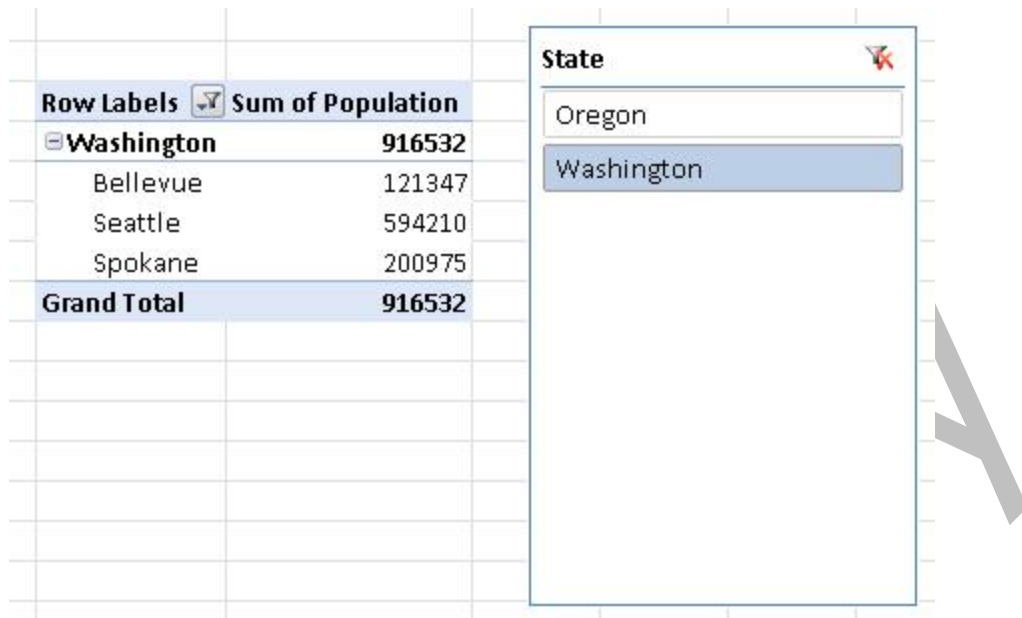 Row Labels Sum of Population
Washington 916532
Bellevue 121347
Seattle 594210
Spokane 200975
Grand Total 916532
State
Oregon
Washington